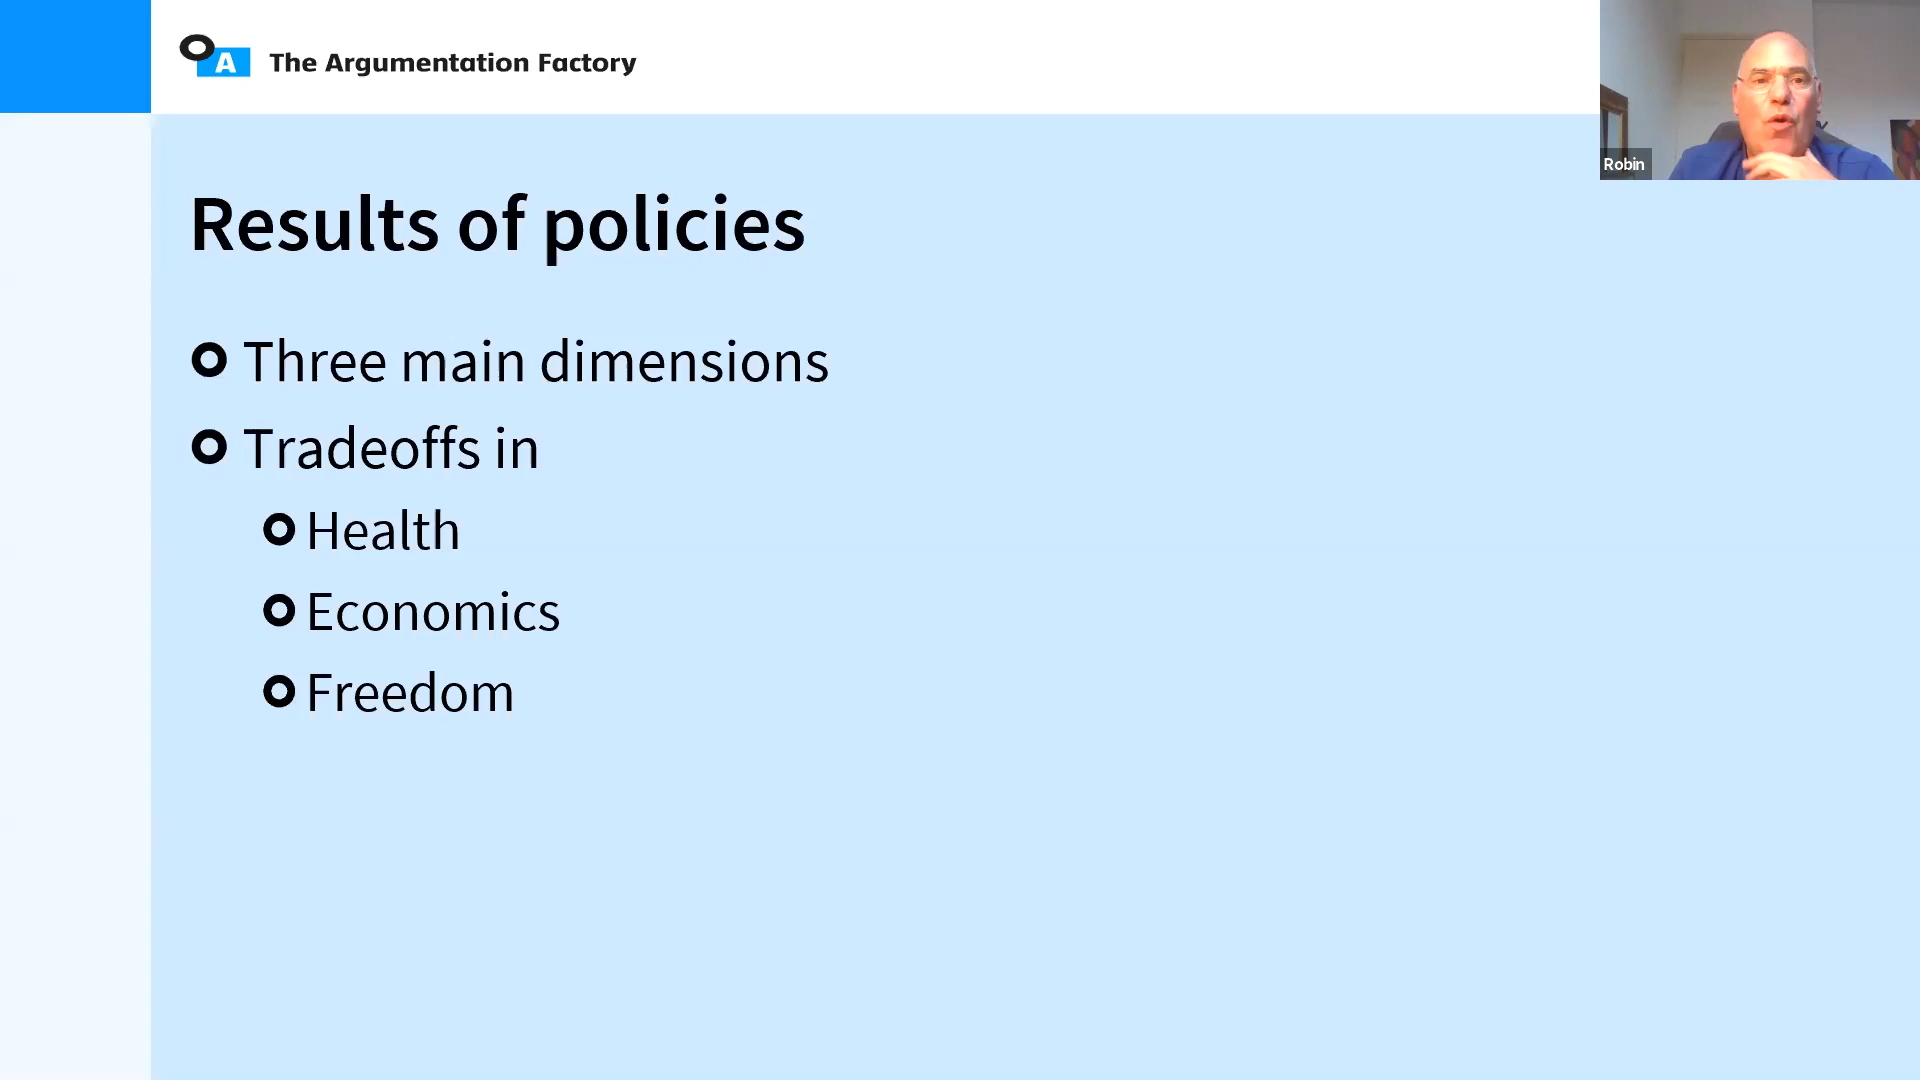 A The Argumentation Factory
Robin
Results of policies
Three main dimensions
Tradeoffs in
Health
Economics
Freedom